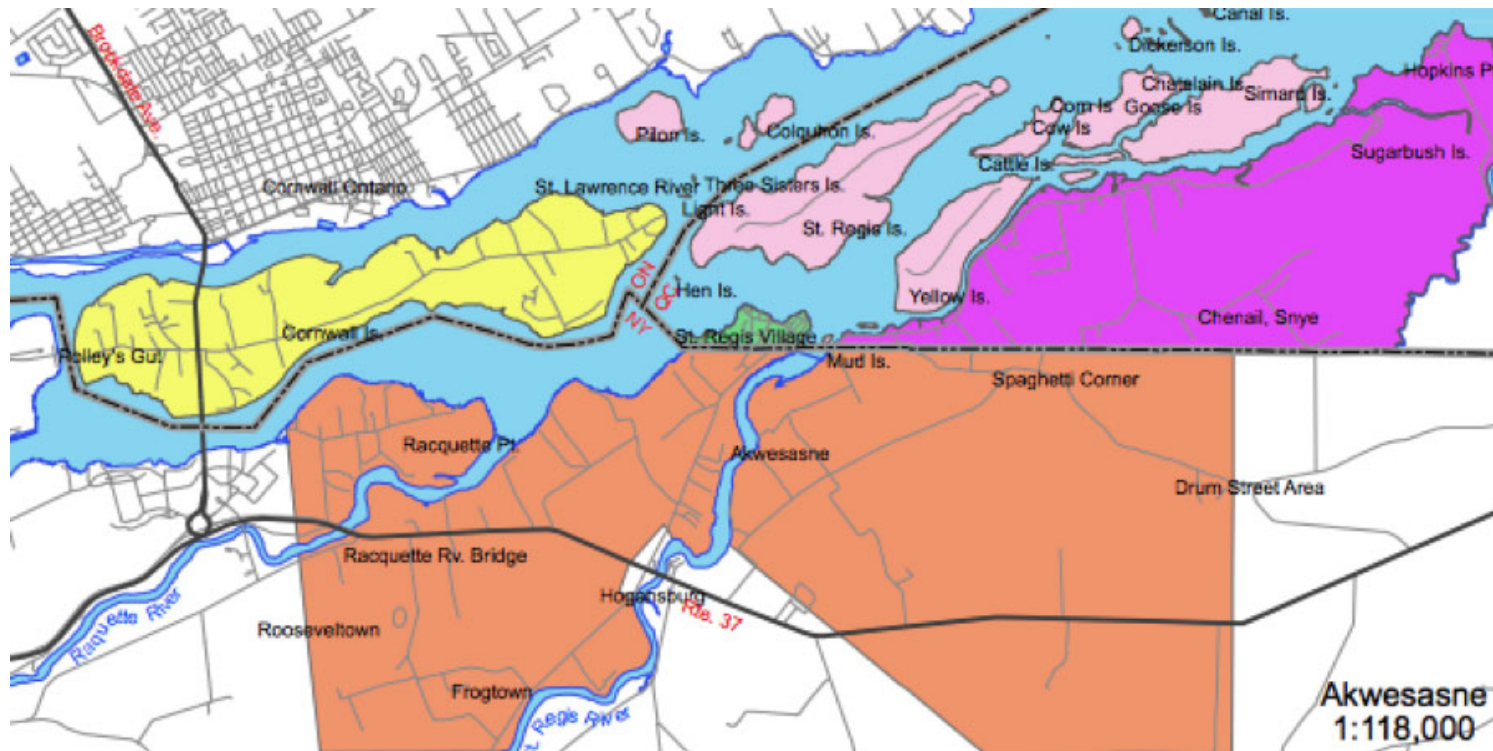 Canal Is.
Brookdale Ave.
Dickerson Is.
Hopkins P
Chatelain Is.
Simard Is.
Corn Is
Goose Is
Pilon Is.
Colquhon Is.
Cow Is
Sugarbush Is.
Cattle Is.
Cornwall Ontario
St. Lawrence River
Three Sisters Is.
Light Is.
St. Regis Is.
ON
QC
NY
Hen Is.
Yellow Is.
Chenail, Snye
Cornwall Is.
St. Regis Village
Polley's Gut
Mud Is.
Spaghetti Corner
Racquette Pt.
Akwesasne
Drum Street Area
Racquette Rv. Bridge
Hogansburg
Rte. 37
Raquette River
Rooseveltown
Frogtown
St Regis River
Akwesasne
1:118,000